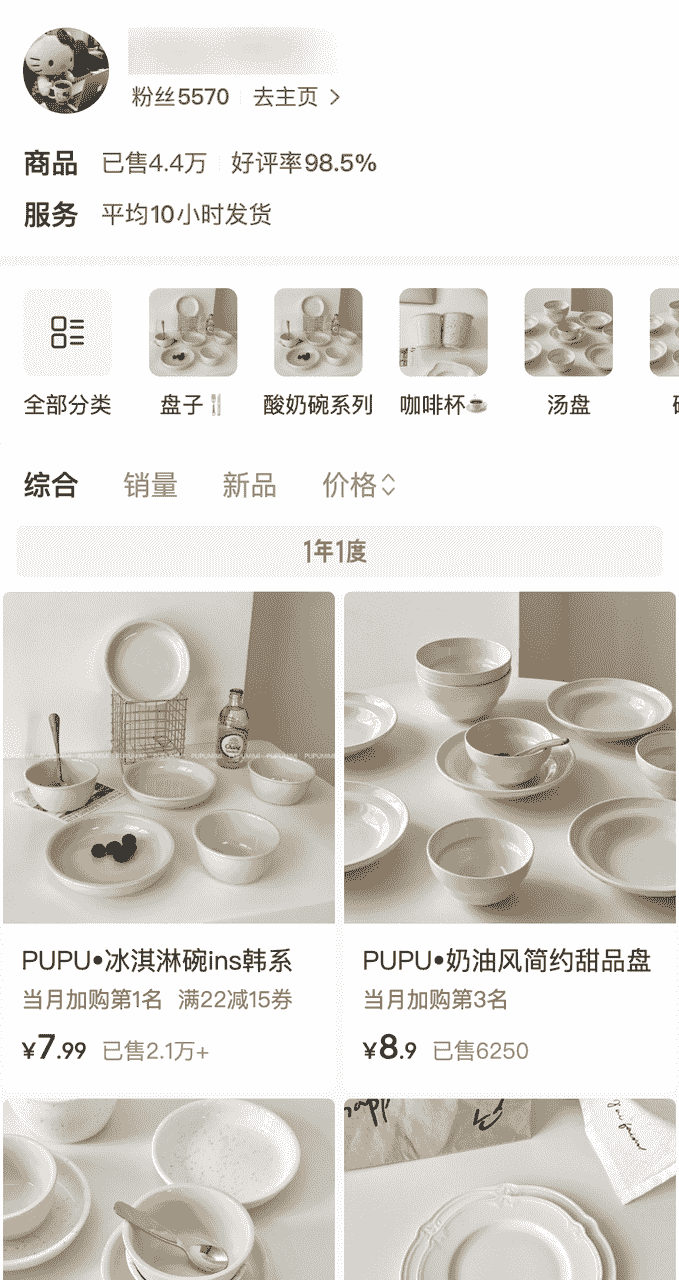 粉丝5570 去主页 >
商品 已售4.4万 好评率98.5%
服务 平均10小时发货
全部分类 盘子🍴 酸奶碗系列 咖啡杯☕ 汤盘
综合 销量 新品 价格
1年1度
PUPU•冰淇淋碗ins韩系
当月加购第1名 满22减15券
¥7.99 已售2.1万+
PUPU•奶油风简约甜品盘
当月加购第3名
¥8.9 已售6250